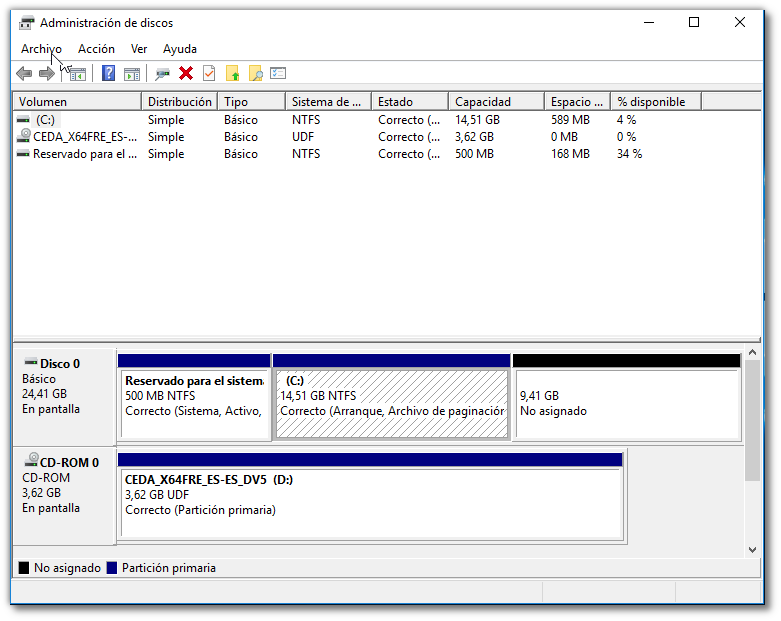 Administración de discos
Archivo Acción Ver Ayuda
Volumen Distribución Tipo Sistema de ... Estado Capacidad Espacio ... % disponible
(C:) Simple Básico NTFS Correcto (... 14,51 GB 589 MB 4 %
CEDA_X64FRE_ES-... Simple Básico UDF Correcto (... 3,62 GB 0 MB 0 %
Reservado para el ... Simple Básico NTFS Correcto (... 500 MB 168 MB 34 %
Disco 0
Básico
24,41 GB
En pantalla
Reservado para el sistema
500 MB NTFS
Correcto (Sistema, Activo,
(C:)
14,51 GB NTFS
Correcto (Arranque, Archivo de paginación
9,41 GB
No asignado
CD-ROM 0
CD-ROM
3,62 GB
En pantalla
CEDA_X64FRE_ES-ES_DV5 (D:)
3,62 GB UDF
Correcto (Partición primaria)
No asignado Partición primaria